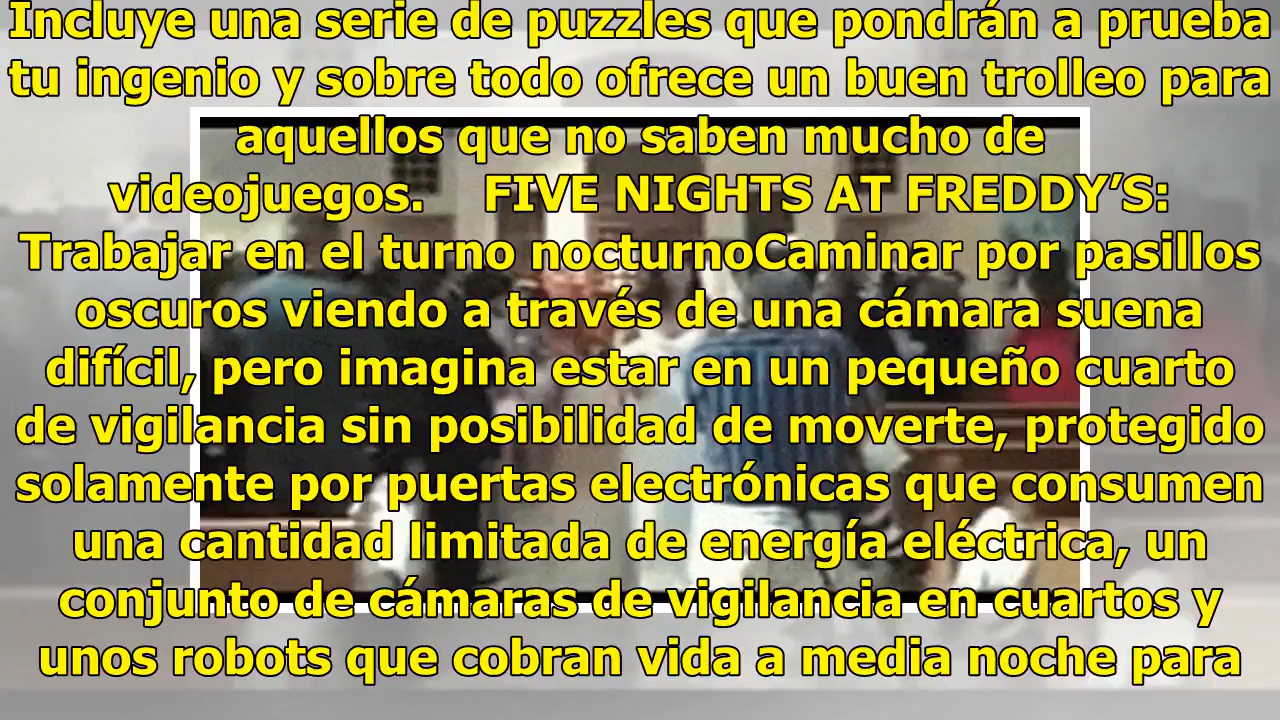 Incluye una serie de puzzles que pondrán a prueba
tu ingenio y sobre todo ofrece un buen trolleo para
aquellos que no saben mucho de
videojuegos. FIVE NIGHTS AT FREDDY’S:
Trabajar en el turno nocturnoCaminar por pasillos
oscuros viendo a través de una cámara suena
difícil, pero imagina estar en un pequeño cuarto
de vigilancia sin posibilidad de moverte, protegido
solamente por puertas electrónicas que consumen
una cantidad limitada de energía eléctrica, un
conjunto de cámaras de vigilancia en cuartos y
unos robots que cobran vida a media noche para